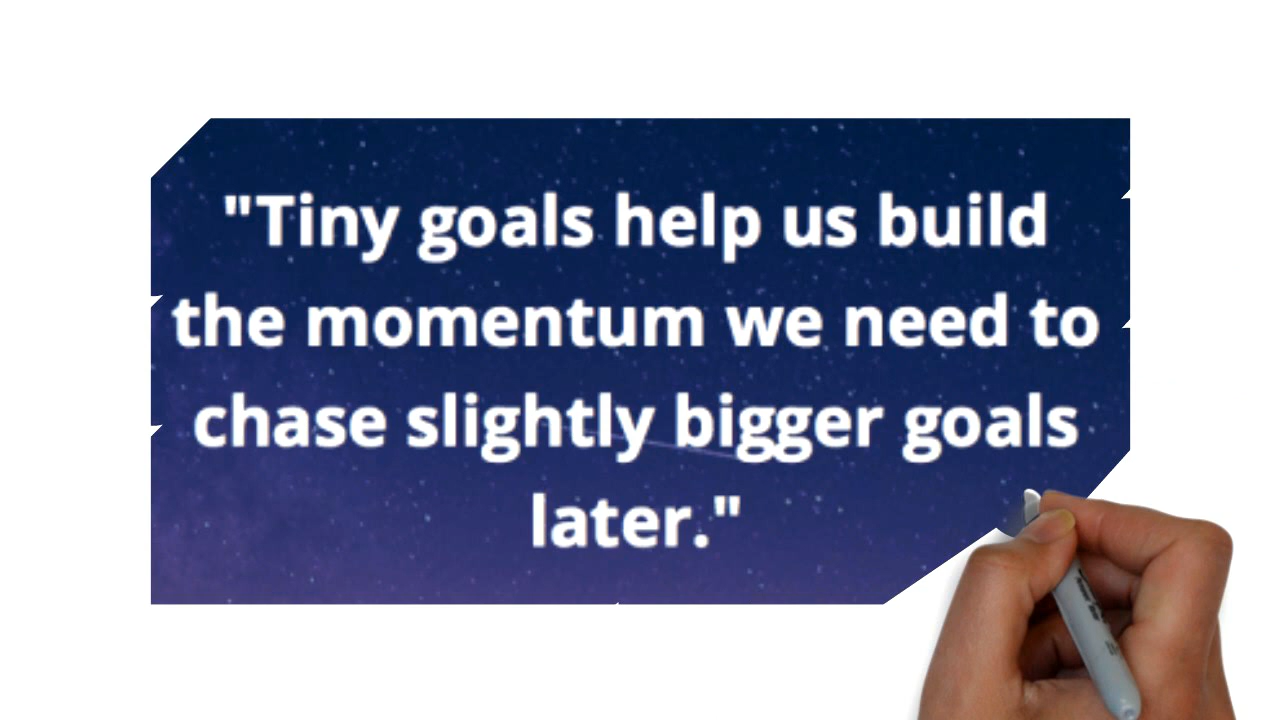 "Tiny goals help us build
the momentum we need to
chase slightly bigger goals
later."